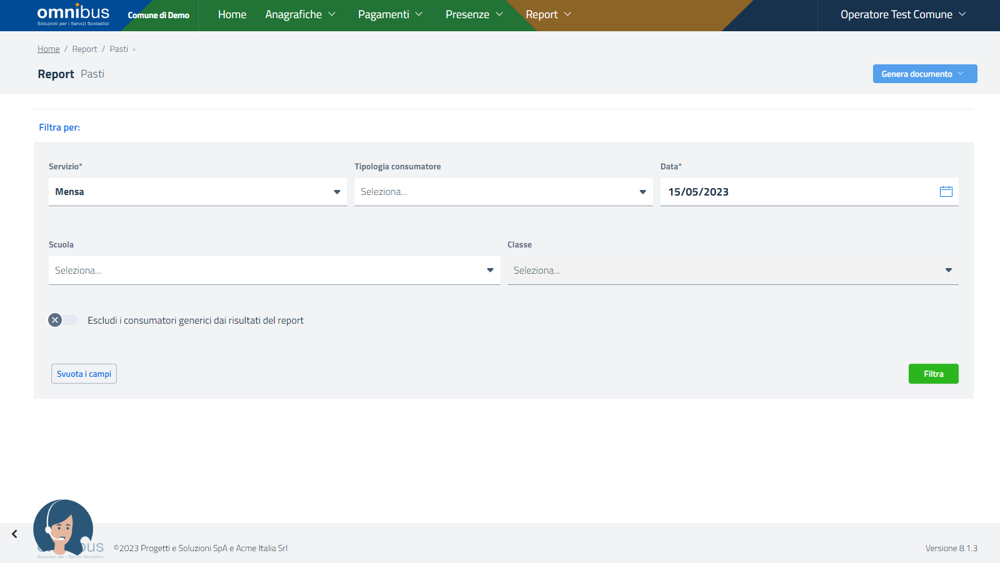 omnibus
Soluzioni per i Servizi Scolastici
Comune di Demo
Home
Anagrafiche
Pagamenti
Presenze
Report
Operatore Test Comune
Home / Report / Pasti ›
Report Pasti
Genera documento
Filtra per:
Servizio*
Tipologia consumatore
Data*
Mensa
Seleziona...
15/05/2023
Scuola
Classe
Seleziona...
Seleziona...
Escludi i consumatori generici dai risultati del report
Svuota i campi
Filtra
Soluzioni per i Servizi Scolastici
©2023 Progetti e Soluzioni SpA e Acme Italia Srl
Versione 8.1.3